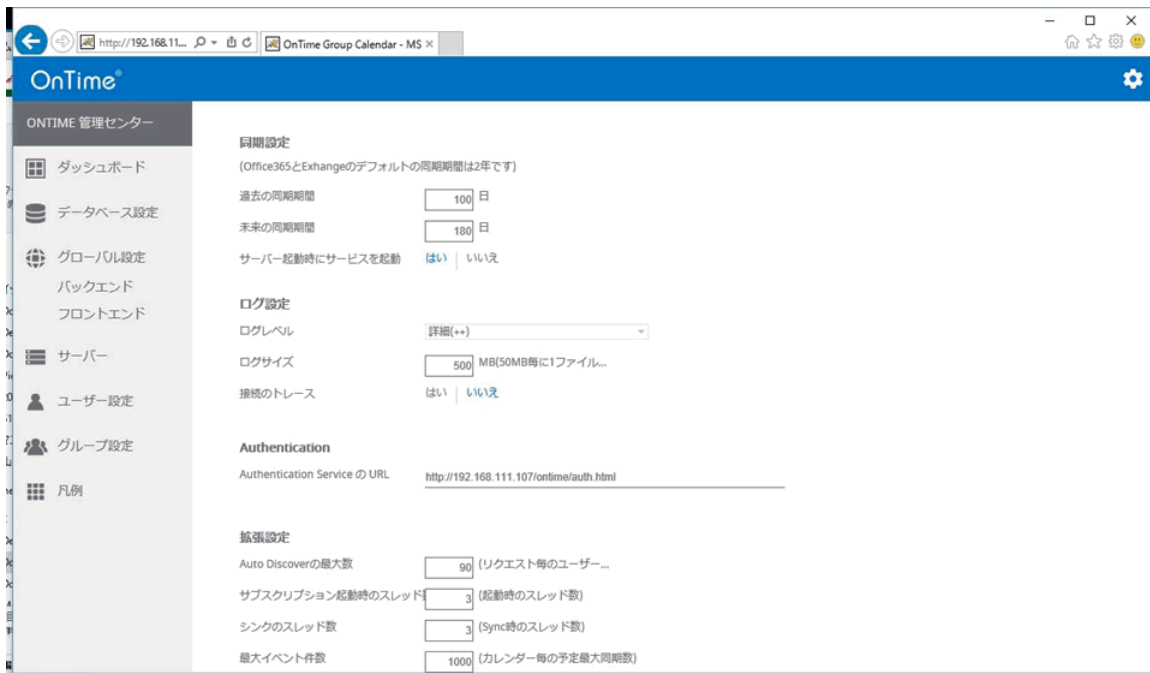 http://192.168.11...
OnTime Group Calendar - MS
OnTime®
ONTIME 管理センター
ダッシュボード
データベース設定
グローバル設定
バックエンド
フロントエンド
サーバー
ユーザー設定
グループ設定
凡例
同期設定
(Office365とExhangeのデフォルトの同期期間は2年です)
過去の同期期間 100 日
未来の同期期間 180 日
サーバー起動時にサービスを起動 はい | いいえ
ログ設定
ログレベル 詳細(++)
ログサイズ 500 MB(50MB毎に1ファイル...
接続のトレース はい | いいえ
Authentication
Authentication Service の URL http://192.168.111.107/ontime/auth.html
拡張設定
Auto Discoverの最大数 90 (リクエスト毎のユーザー...
サブスクリプション起動時のスレッド 3 (起動時のスレッド数)
シンクのスレッド数 3 (Sync時のスレッド数)
最大イベント件数 1000 (カレンダー毎の予定最大同期数)